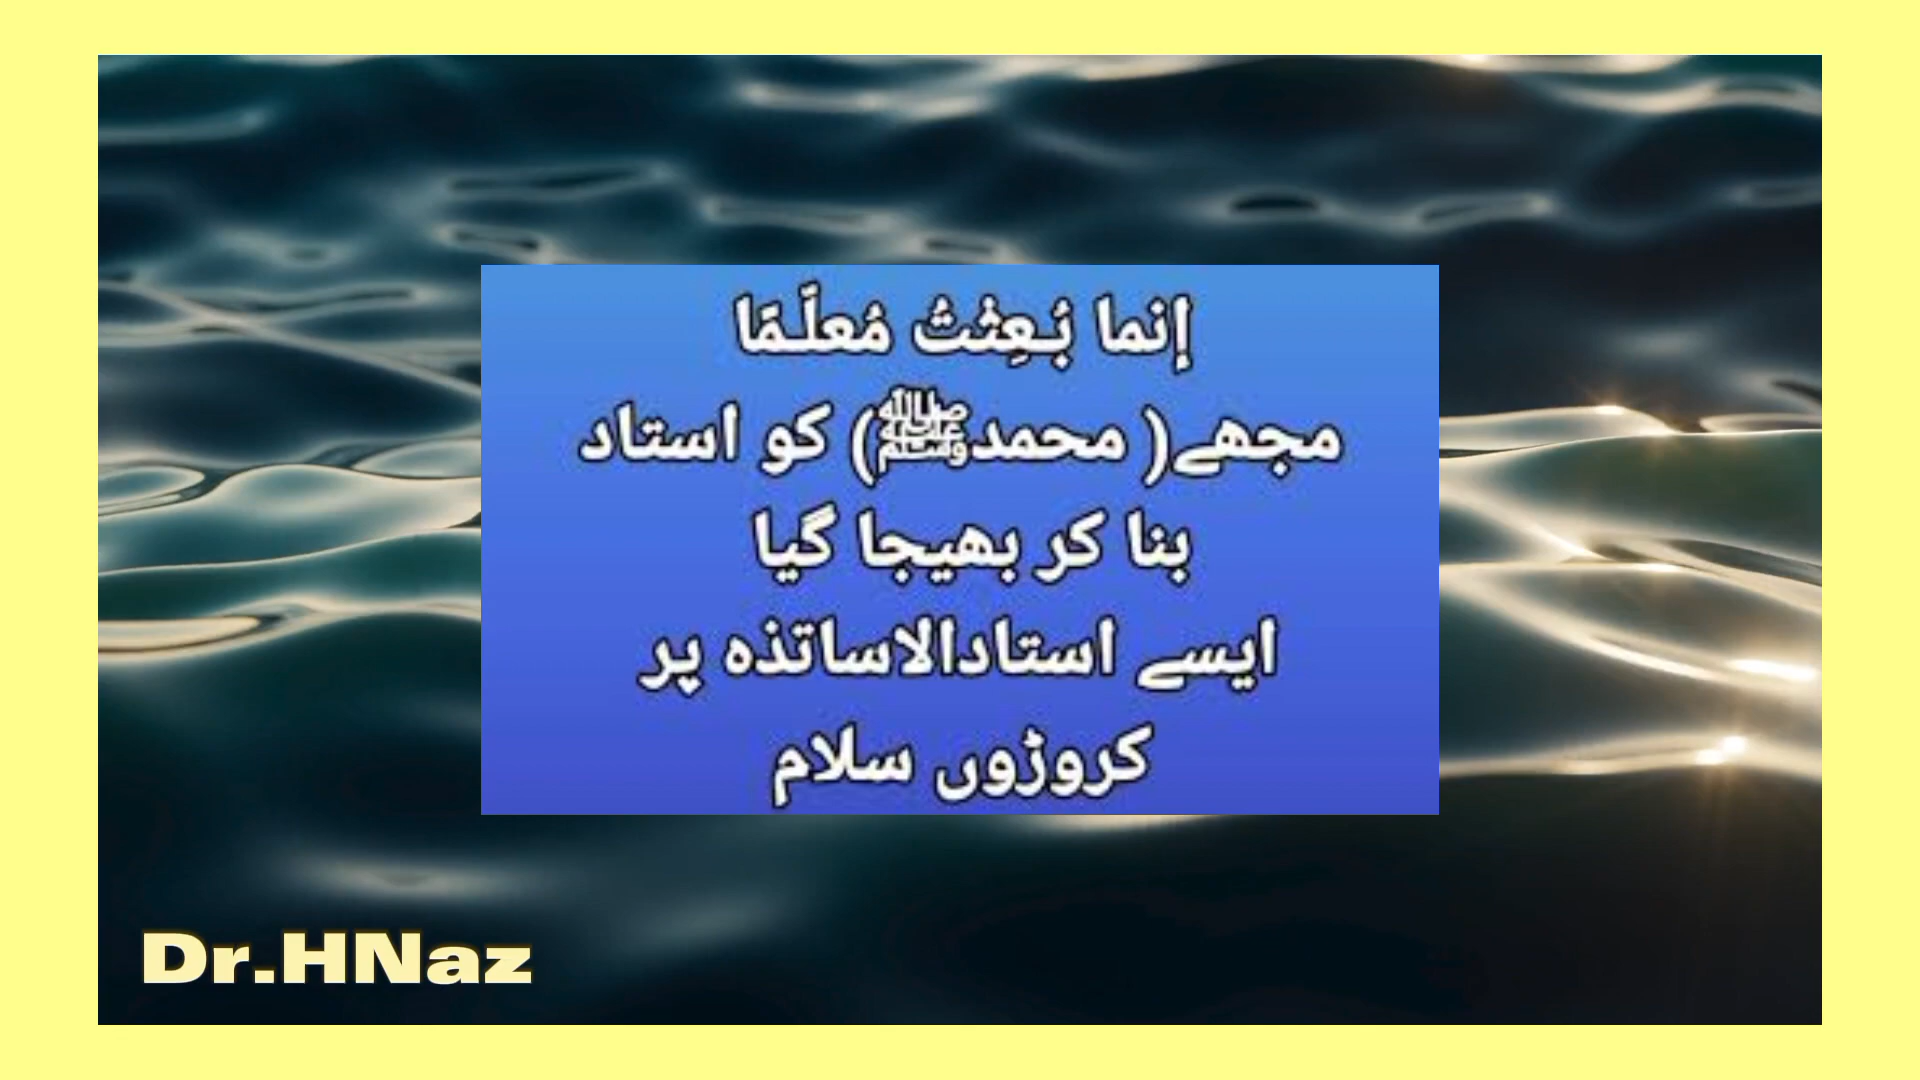 إنما بُعِثْتُ مُعلَّمًا
مجھے( محمدﷺ) کو استاد
بنا کر بھیجا گیا
ایسے استادالاساتذہ پر
کروڑوں سلام
Dr.HNaz